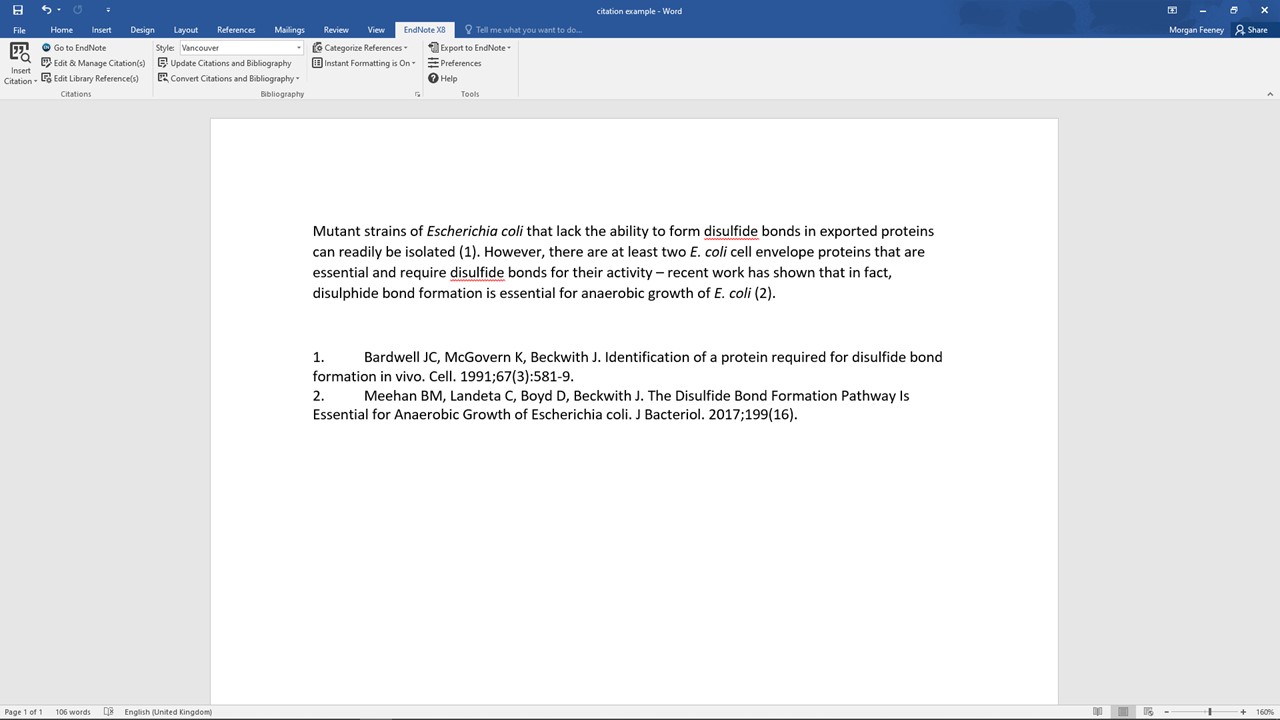 citation example - Word
File Home Insert Design Layout References Mailings Review View EndNote X8 Tell me what you want to do... Morgan Feeney Share
Go to EndNote Style: Vancouver Categorize References Export to EndNote
Insert Citation Edit & Manage Citation(s) Update Citations and Bibliography Instant Formatting is On Preferences
Edit Library Reference(s) Convert Citations and Bibliography Help
Citations Bibliography Tools
Mutant strains of Escherichia coli that lack the ability to form disulfide bonds in exported proteins
can readily be isolated (1). However, there are at least two E. coli cell envelope proteins that are
essential and require disulfide bonds for their activity – recent work has shown that in fact,
disulphide bond formation is essential for anaerobic growth of E. coli (2).
1. Bardwell JC, McGovern K, Beckwith J. Identification of a protein required for disulfide bond
formation in vivo. Cell. 1991;67(3):581-9.
2. Meehan BM, Landeta C, Boyd D, Beckwith J. The Disulfide Bond Formation Pathway Is
Essential for Anaerobic Growth of Escherichia coli. J Bacteriol. 2017;199(16).
Page 1 of 1 106 words English (United Kingdom) 160%